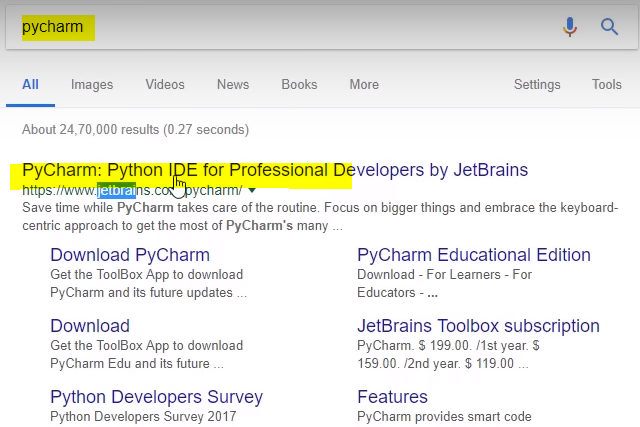 pycharm
All Images Videos News Books More Settings Tools
About 24,70,000 results (0.27 seconds)
PyCharm: Python IDE for Professional Developers by JetBrains
https://www.jetbrains.com/pycharm/
Save time while PyCharm takes care of the routine. Focus on bigger things and embrace the keyboard-
centric approach to get the most of PyCharm's many ...
Download PyCharm
Get the ToolBox App to download
PyCharm and its future updates ...
PyCharm Educational Edition
Download - For Learners - For
Educators - ...
Download
Get the ToolBox App to download
PyCharm Edu and its future ...
JetBrains Toolbox subscription
PyCharm. $ 199.00. /1st year. $
159.00. /2nd year. $ 119.00 ...
Python Developers Survey
Python Developers Survey 2017
Features
PyCharm provides smart code